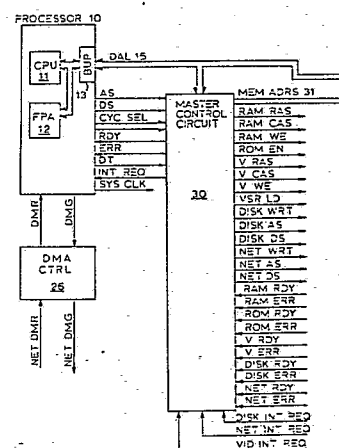 PROCESSOR 10
CPU
11
BUF
13
DAL 15
FPA
12
AS
DS
CYC SEL
RDY
ERR
DT
INT REQ
SYS CLK
DMR
DMG
DMA
CTRL
26
NET DMR
NET DMG
MASTER
CONTROL
CIRCUIT
30
MEM ADRS 31
RAM RAS
RAM CAS
RAM WE
ROM EN
V RAS
V CAS
V WE
VSR LD
DISK WRT
DISK AS
DISK DS
NET WRT
NET AS
NET DS
RAM RDY
RAM ERR
ROM RDY
ROM ERR
V RDY
V ERR
DISK RDY
DISK ERR
NET RDY
NET ERR
DISK INT REQ
NET INT REQ
VID INT REQ